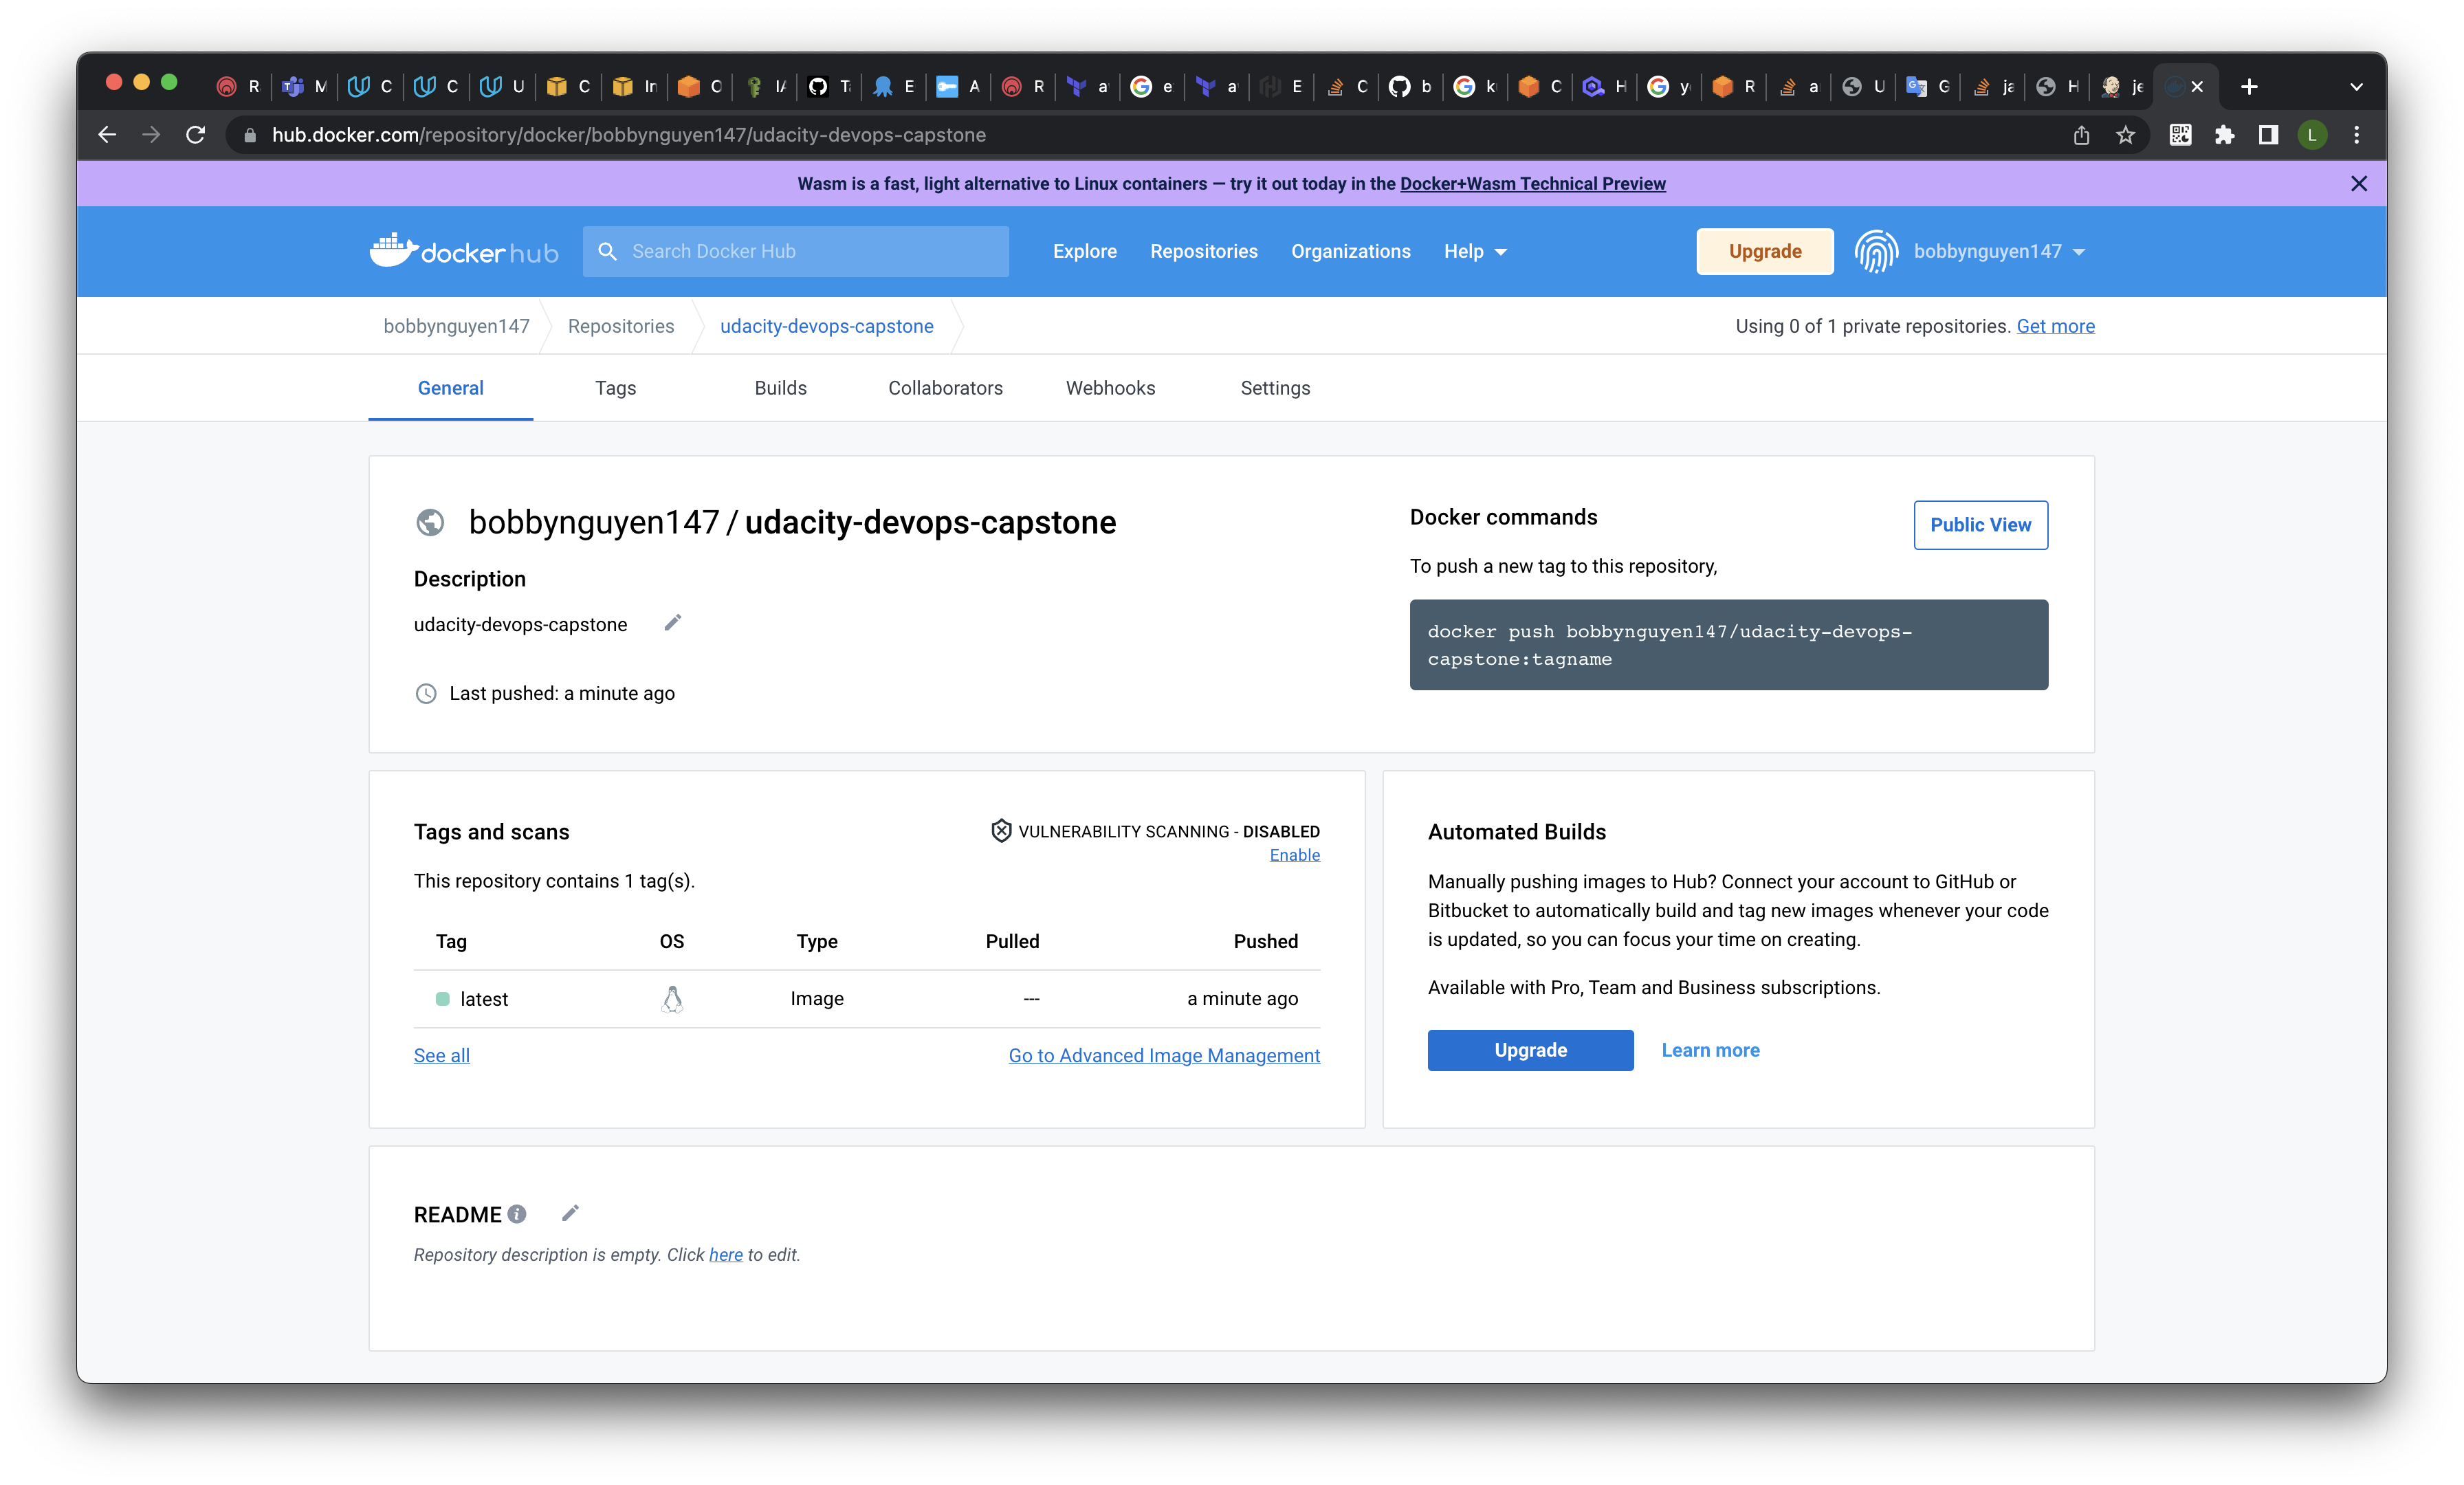 R M C C U C In O IA T E A R a e a E C b k C H y R a U G ja H je
hub.docker.com/repository/docker/bobbynguyen147/udacity-devops-capstone
L
Wasm is a fast, light alternative to Linux containers — try it out today in the Docker+Wasm Technical Preview
docker hub
Search Docker Hub
Explore
Repositories
Organizations
Help
Upgrade
bobbynguyen147
bobbynguyen147
Repositories
udacity-devops-capstone
Using 0 of 1 private repositories. Get more
General
Tags
Builds
Collaborators
Webhooks
Settings
bobbynguyen147 / udacity-devops-capstone
Description
udacity-devops-capstone
Last pushed: a minute ago
Docker commands
Public View
To push a new tag to this repository,
docker push bobbynguyen147/udacity-devops-
capstone:tagname
Tags and scans
VULNERABILITY SCANNING - DISABLED
Enable
This repository contains 1 tag(s).
Tag OS Type Pulled Pushed
latest Image --- a minute ago
See all
Go to Advanced Image Management
Automated Builds
Manually pushing images to Hub? Connect your account to GitHub or
Bitbucket to automatically build and tag new images whenever your code
is updated, so you can focus your time on creating.
Available with Pro, Team and Business subscriptions.
Upgrade
Learn more
README
Repository description is empty. Click here to edit.